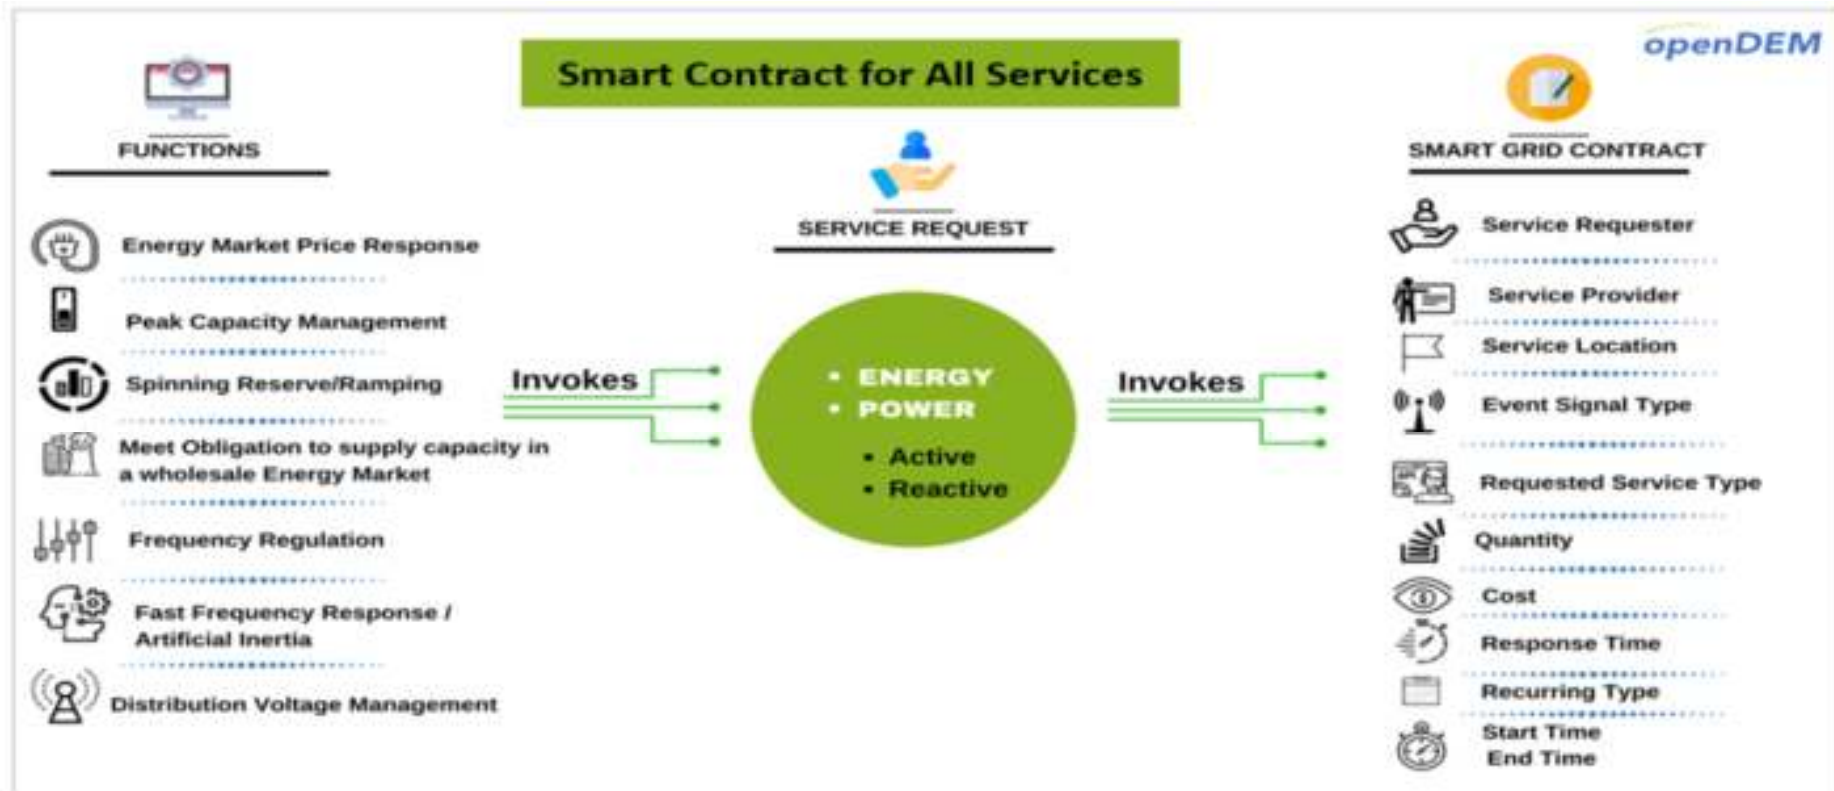 openDEM
Smart Contract for All Services
FUNCTIONS
Energy Market Price Response
Peak Capacity Management
Spinning Reserve/Ramping
Meet Obligation to supply capacity in
a wholesale Energy Market
Frequency Regulation
Fast Frequency Response /
Artificial Inertia
Distribution Voltage Management
Invokes
SERVICE REQUEST
• ENERGY
• POWER
• Active
• Reactive
Invokes
SMART GRID CONTRACT
Service Requester
Service Provider
Service Location
Event Signal Type
Requested Service Type
Quantity
Cost
Response Time
Recurring Type
Start Time
End Time